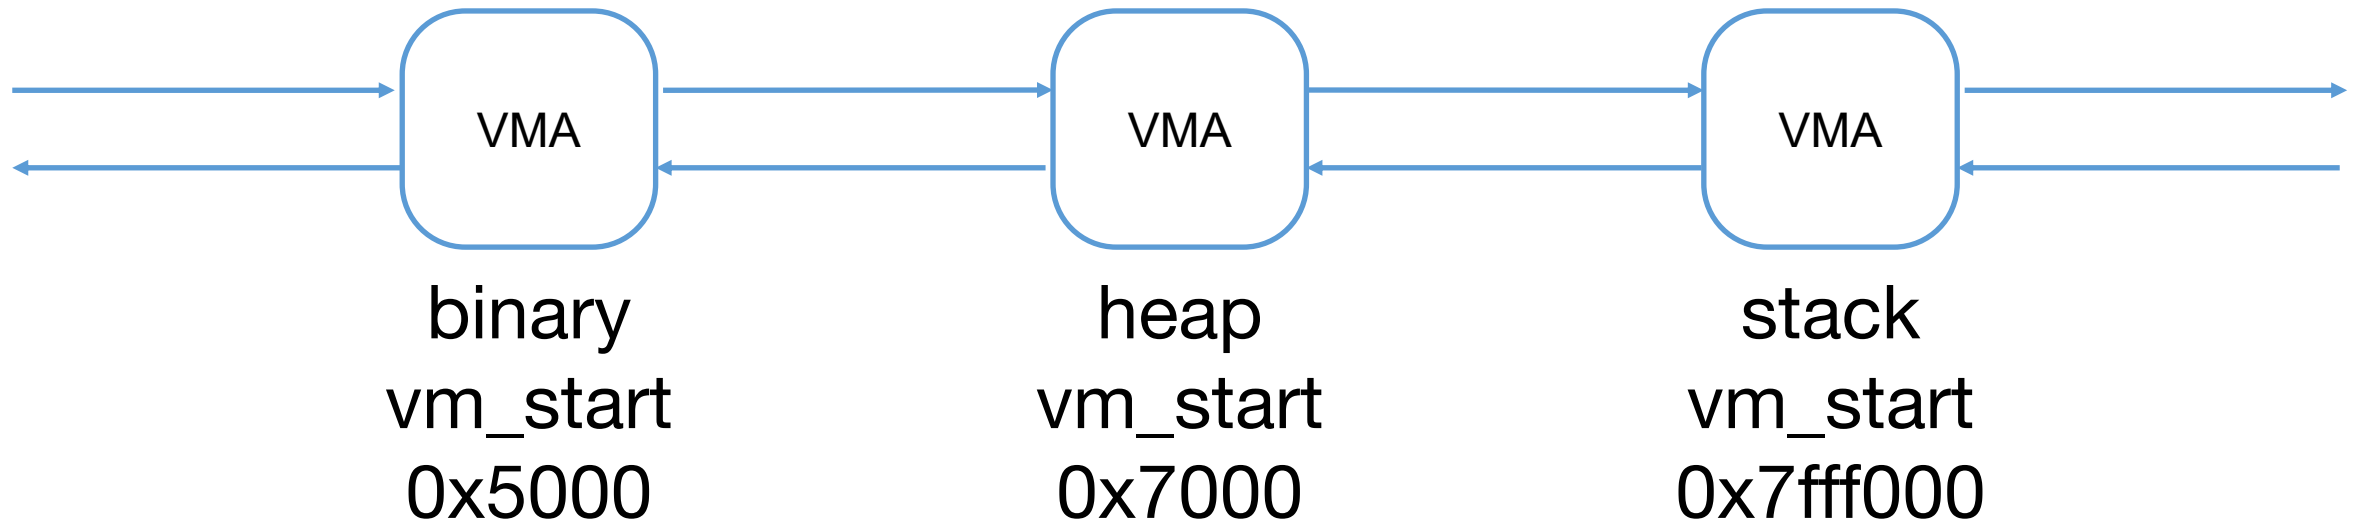 VMA
VMA
VMA
binary
vm_start
0x5000
heap
vm_start
0x7000
stack
vm_start
0x7fff000